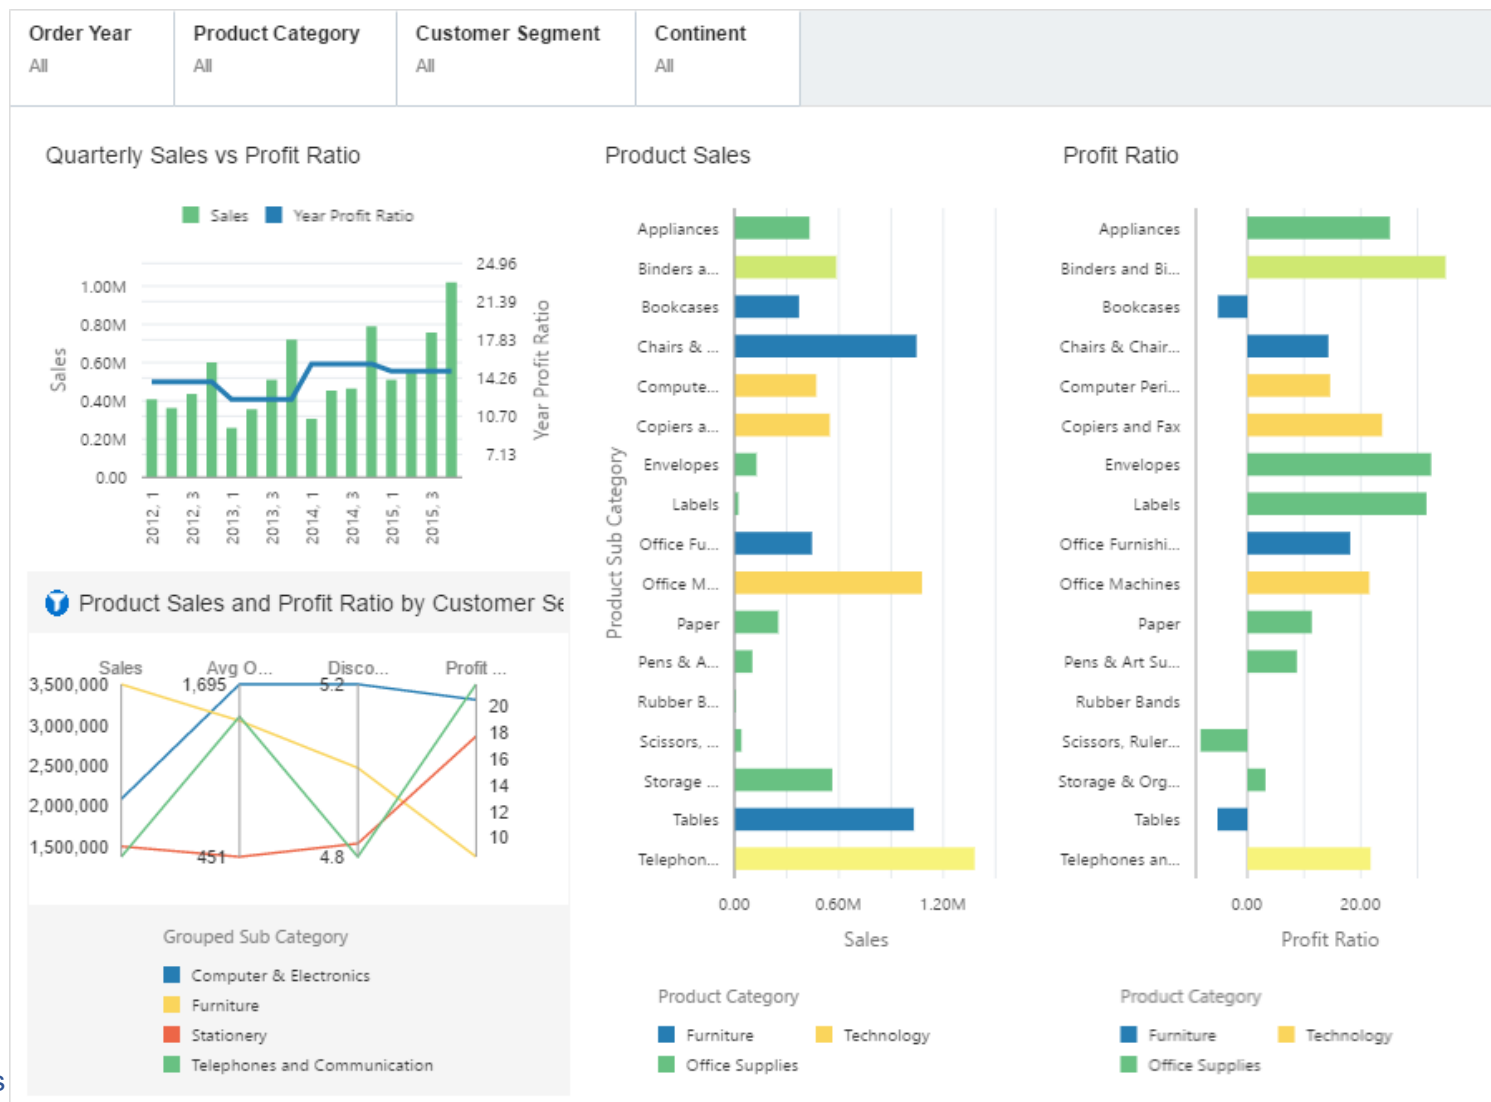 Order Year
All
Product Category
All
Customer Segment
All
Continent
All
Quarterly Sales vs Profit Ratio
Sales
Year Profit Ratio
24.96
21.39
17.83
14.26
10.70
7.13
1.00M
0.80M
0.60M
0.40M
0.20M
0.00
Sales
Year Profit Ratio
2012, 1
2012, 3
2013, 1
2013, 3
2014, 1
2014, 3
2015, 1
2015, 3
Product Sales and Profit Ratio by Customer Se
Sales
Avg O...
Disco...
Profit ...
3,500,000
3,000,000
2,500,000
2,000,000
1,500,000
1,695
451
5.2
4.8
20
18
16
14
12
10
Grouped Sub Category
Computer & Electronics
Furniture
Stationery
Telephones and Communication
s
Product Sales
Product Sub Category
Appliances
Binders a...
Bookcases
Chairs & ...
Compute...
Copiers a...
Envelopes
Labels
Office Fu...
Office M...
Paper
Pens & A...
Rubber B...
Scissors, ...
Storage ...
Tables
Telephon...
0.00
0.60M
1.20M
Sales
Product Category
Furniture
Technology
Office Supplies
Profit Ratio
Appliances
Binders and Bi...
Bookcases
Chairs & Chair...
Computer Peri...
Copiers and Fax
Envelopes
Labels
Office Furnishi...
Office Machines
Paper
Pens & Art Su...
Rubber Bands
Scissors, Ruler...
Storage & Org...
Tables
Telephones an...
0.00
20.00
Profit Ratio
Product Category
Furniture
Technology
Office Supplies